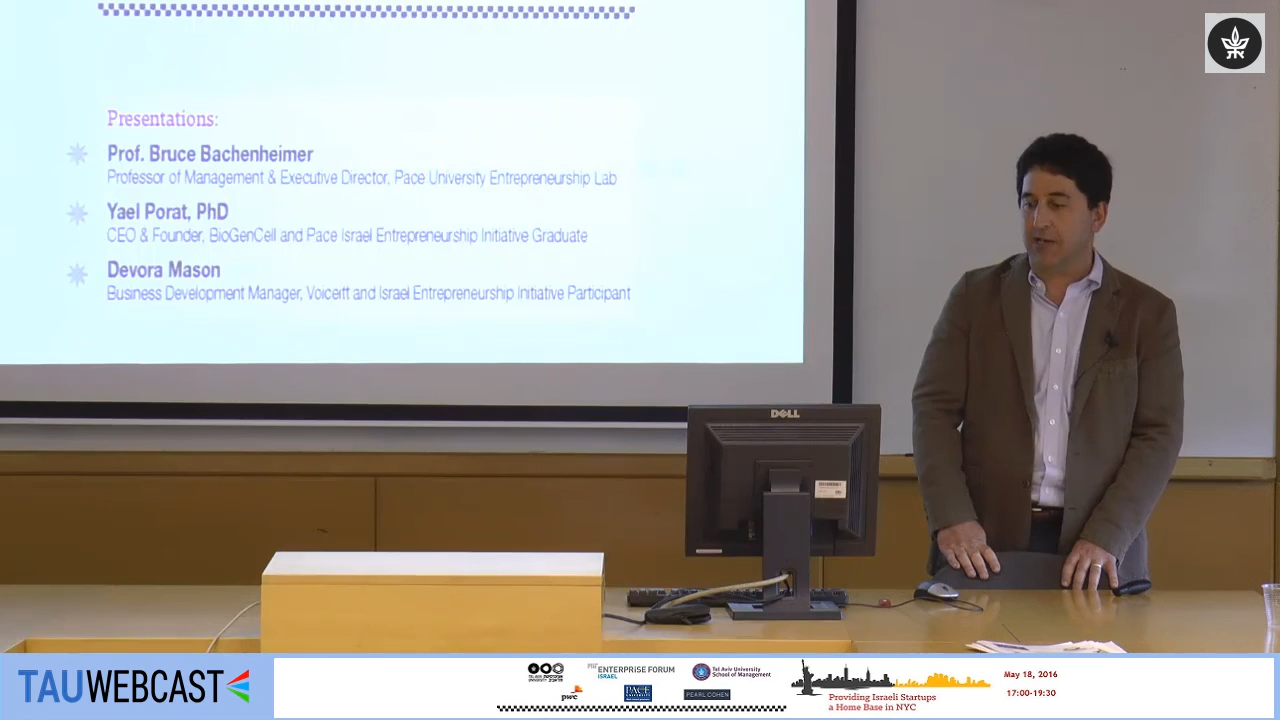 Presentations:
Prof. Bruce Bachenheimer
Professor of Management & Executive Director, Pace University Entrepreneurship Lab
Yael Porat, PhD
CEO & Founder, BioGenCell and Pace Israel Entrepreneurship Initiative Graduate
Devora Mason
Business Development Manager, Voiceitt and Israel Entrepreneurship Initiative Participant
DELL
TAUWEBCAST
MIT ENTERPRISE FORUM
ISRAEL
Tel Aviv University
School of Management
pwc
PACE
UNIVERSITY
PEARL COHEN
Providing Israeli Startups
a Home Base in NYC
May 18, 2016
17:00-19:30